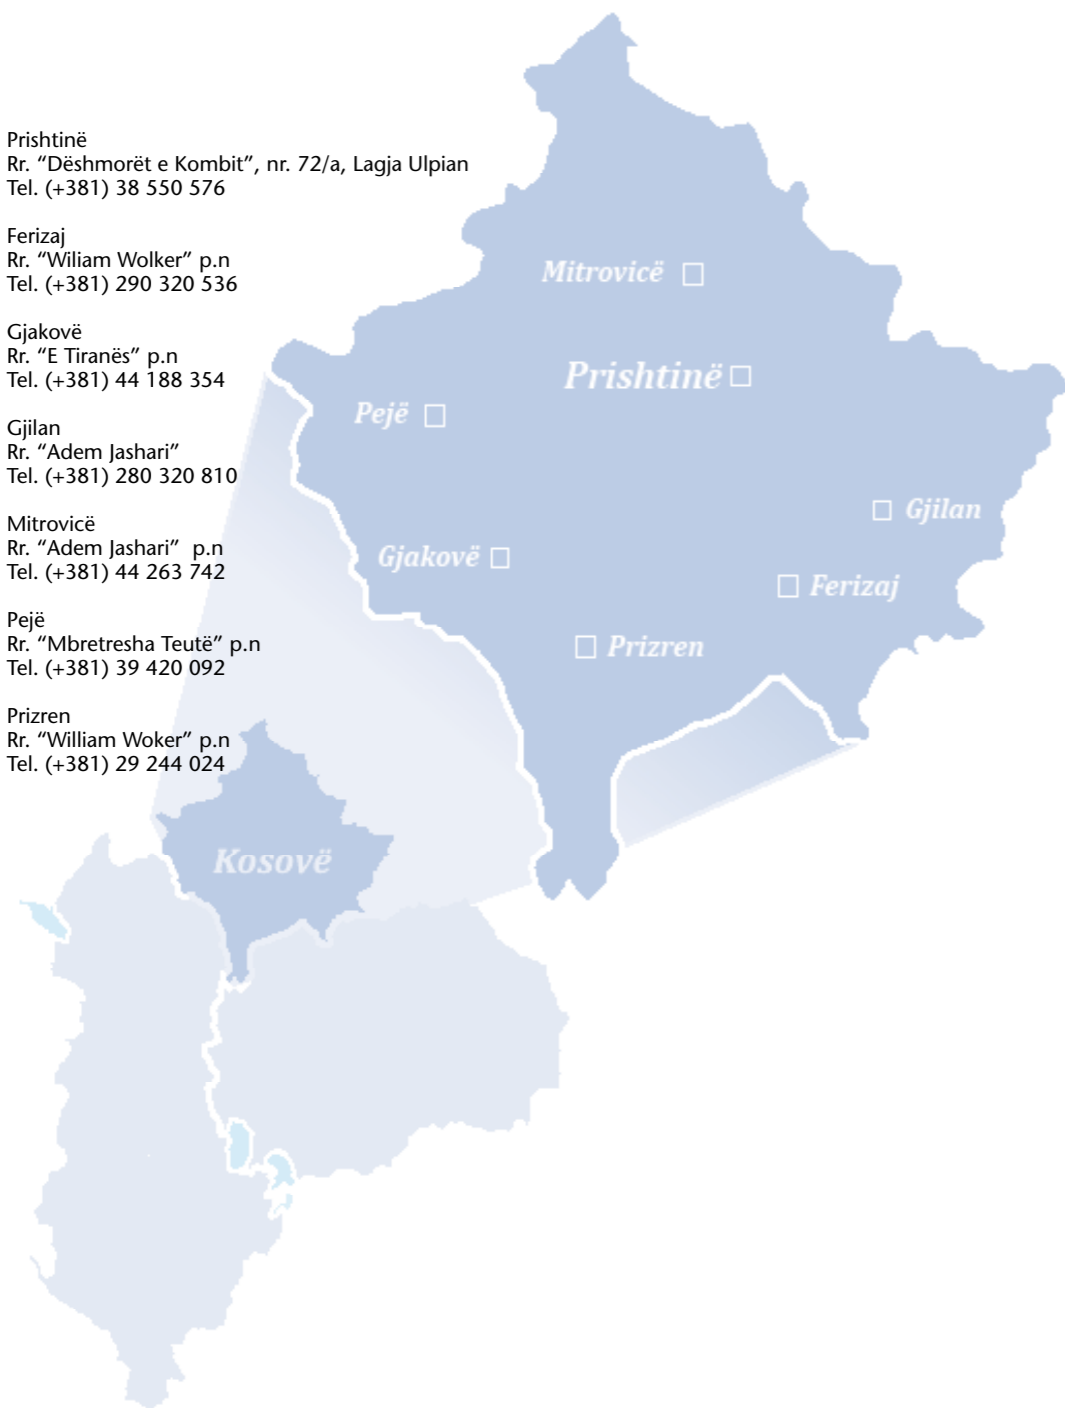 Prishtinë
Rr. “Dëshmorët e Kombit”, nr. 72/a, Lagja Ulpian
Tel. (+381) 38 550 576
Ferizaj
Rr. “Wiliam Wolker” p.n
Tel. (+381) 290 320 536
Gjakovë
Rr. “E Tiranës” p.n
Tel. (+381) 44 188 354
Gjilan
Rr. “Adem Jashari”
Tel. (+381) 280 320 810
Mitrovicë
Rr. “Adem Jashari”  p.n
Tel. (+381) 44 263 742
Pejë
Rr. “Mbretresha Teutë” p.n
Tel. (+381) 39 420 092
Prizren
Rr. “William Woker” p.n
Tel. (+381) 29 244 024
Mitrovicë
Prishtinë
Pejë
Gjilan
Gjakovë
Ferizaj
Prizren
Kosovë